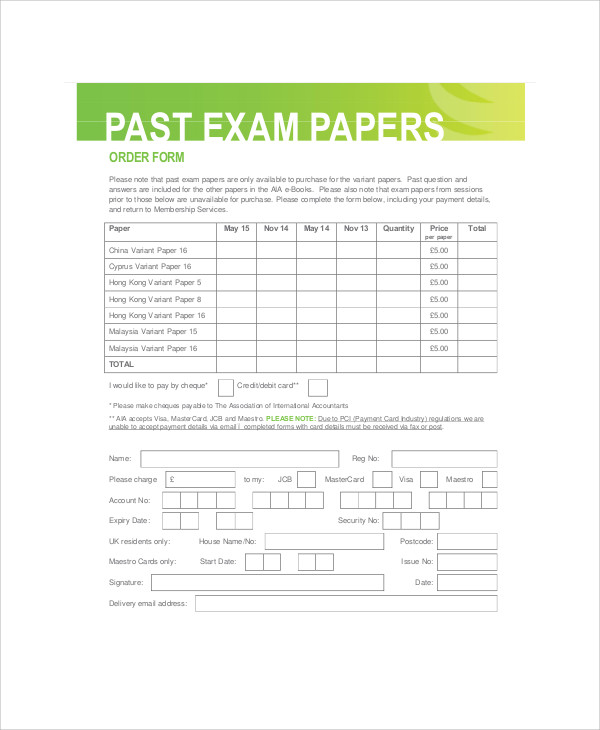 PAST EXAM PAPERS
ORDER FORM
Please note that past exam papers are only available to purchase for the variant papers. Past question and
answers are included for the other papers in the AIA e-Books. Please also note that exam papers from sessions
prior to those below are unavailable for purchase. Please complete the form below, including your payment details,
and return to Membership Services.
Paper May 15 Nov 14 May 14 Nov 13 Quantity Price Total
per paper
China Variant Paper 16 £5.00
Cyprus Variant Paper 16 £5.00
Hong Kong Variant Paper 5 £5.00
Hong Kong Variant Paper 8 £5.00
Hong Kong Variant Paper 16 £5.00
Malaysia Variant Paper 15 £5.00
Malaysia Variant Paper 16 £5.00
TOTAL
I would like to pay by cheque* Credit/debit card**
* Please make cheques payable to The Association of International Accountants
** AIA accepts Visa, MasterCard, JCB and Maestro. PLEASE NOTE: Due to PCI (Payment Card Industry) regulations we are
unable to accept payment details via email | completed forms with card details must be received via fax or post.
Name: Reg No:
Please charge £ to my: JCB MasterCard Visa Maestro
Account No:
Expiry Date: Security No:
UK residents only: House Name/No: Postcode:
Maestro Cards only: Start Date: Issue No:
Signature: Date:
Delivery email address: